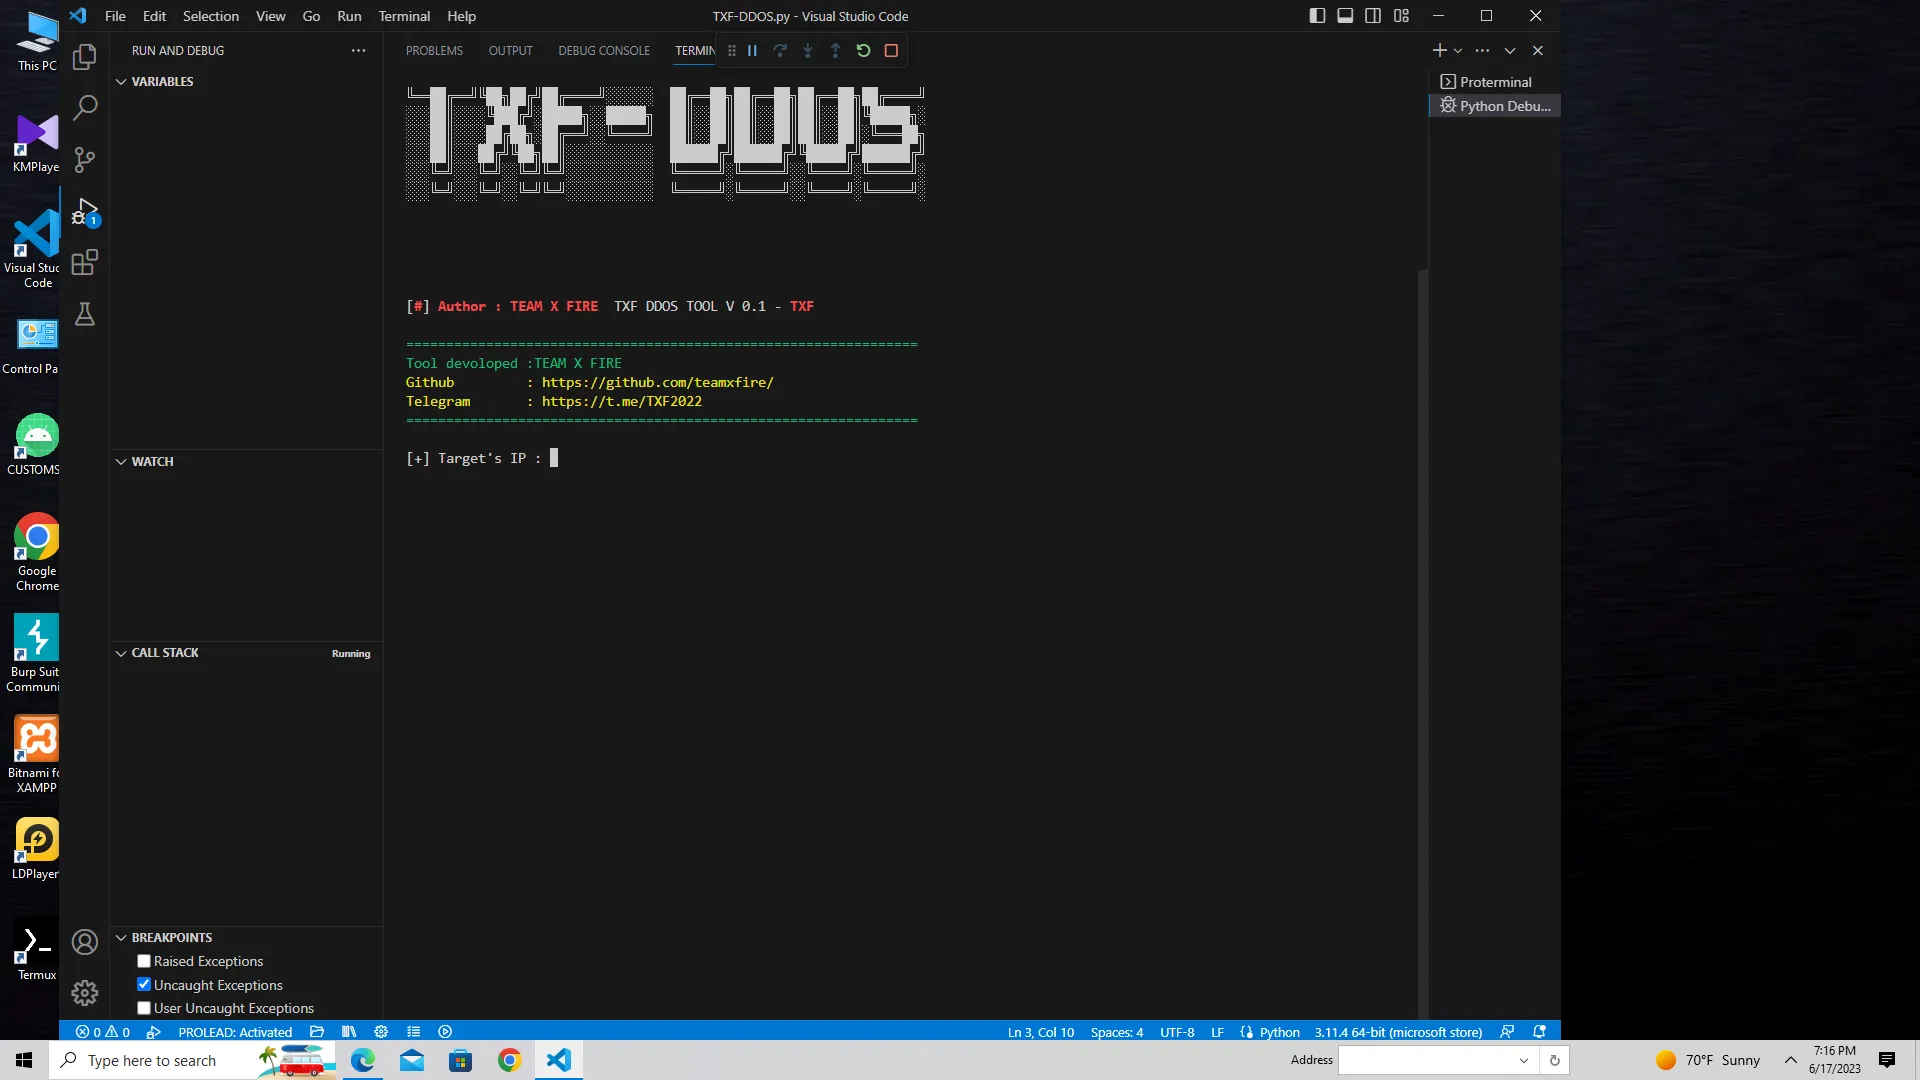 This PC
KMPlaye
Visual Stud
Code
Control Pa
CUSTOMS
Google
Chrome
Burp Suit
Communi
Bitnami fo
XAMPP
LDPlayer
Termux
File Edit Selection View Go Run Terminal Help
TXF-DDOS.py - Visual Studio Code
RUN AND DEBUG
VARIABLES
WATCH
CALL STACK
Running
BREAKPOINTS
Raised Exceptions
Uncaught Exceptions
User Uncaught Exceptions
1
PROBLEMS OUTPUT DEBUG CONSOLE TERMIN
TXF - DDOS
[#] Author : TEAM X FIRE TXF DDOS TOOL V 0.1 - TXF
================================================================
Tool devoloped :TEAM X FIRE
Github : https://github.com/teamxfire/
Telegram : https://t.me/TXF2022
================================================================
[+] Target's IP :
Proterminal
Python Debu...
0 0 PROLEAD: Activated
Ln 3, Col 10 Spaces: 4 UTF-8 LF Python 3.11.4 64-bit (microsoft store)
Type here to search
Address
70°F Sunny
7:16 PM
6/17/2023